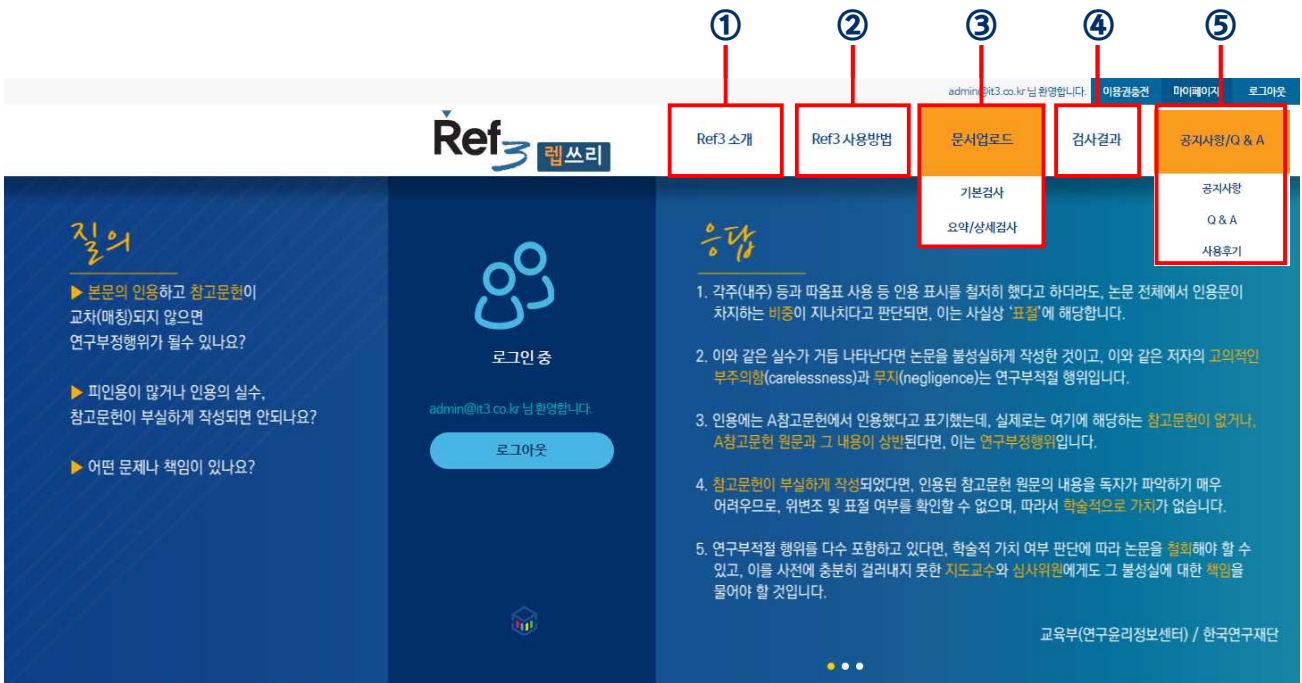 ① ② ③ ④ ⑤
admin@it3.co.kr 님 환영합니다. 이용권충전 마이페이지 로그아웃
Ref3 렙쓰리
Ref3 소개 Ref3 사용방법 문서업로드 검사결과 공지사항/Q & A
기본검사
요약/상세검사
공지사항
Q & A
사용후기
질의
▶ 본문의 인용하고 참고문헌이
교차(매칭)되지 않으면
연구부정행위가 될수 있나요?
▶ 피인용이 많거나 인용의 실수,
참고문헌이 부실하게 작성되면 안되나요?
▶ 어떤 문제나 책임이 있나요?
로그인 중
admin@it3.co.kr 님 환영합니다.
로그아웃
응답
1. 각주(내주) 등과 따옴표 사용 등 인용 표시를 철저히 했다고 하더라도, 논문 전체에서 인용문이
차지하는 비중이 지나치다고 판단되면, 이는 사실상 '표절'에 해당합니다.
2. 이와 같은 실수가 거듭 나타난다면 논문을 불성실하게 작성한 것이고, 이와 같은 저자의 고의적인
부주의함(carelessness)과 무지(negligence)는 연구부적절 행위입니다.
3. 인용에는 A참고문헌에서 인용했다고 표기했는데, 실제로는 여기에 해당하는 참고문헌이 없거나,
A참고문헌 원문과 그 내용이 상반된다면, 이는 연구부정행위입니다.
4. 참고문헌이 부실하게 작성되었다면, 인용된 참고문헌 원문의 내용을 독자가 파악하기 매우
어려우므로, 위변조 및 표절 여부를 확인할 수 없으며, 따라서 학술적으로 가치가 없습니다.
5. 연구부적절 행위를 다수 포함하고 있다면, 학술적 가치 여부 판단에 따라 논문을 철회해야 할 수
있고, 이를 사전에 충분히 걸러내지 못한 지도교수와 심사위원에게도 그 불성실에 대한 책임을
물어야 할 것입니다.
교육부(연구윤리정보센터) / 한국연구재단